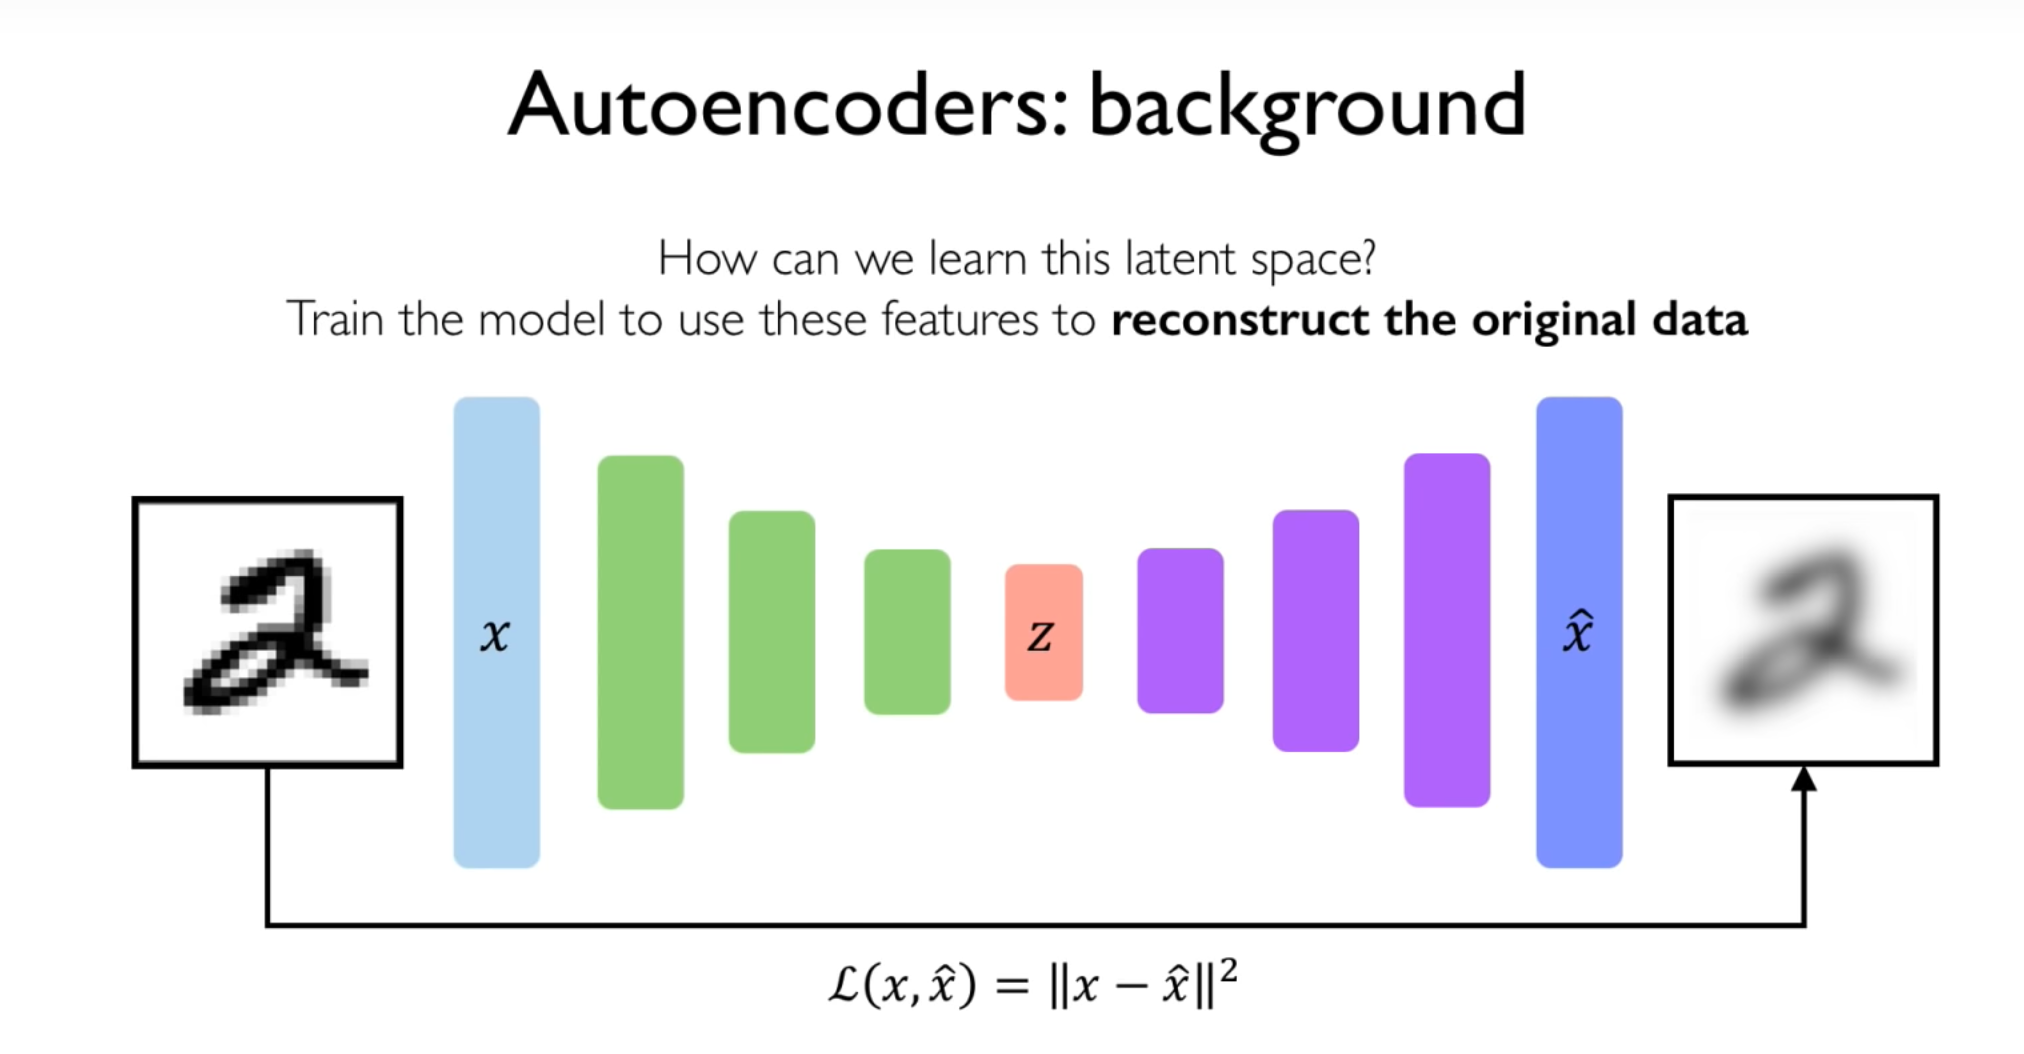 Autoencoders: background
How can we learn this latent space?
Train the model to use these features to reconstruct the original data
x
z
x̂
ℒ(x, x̂) = ‖x − x̂‖²